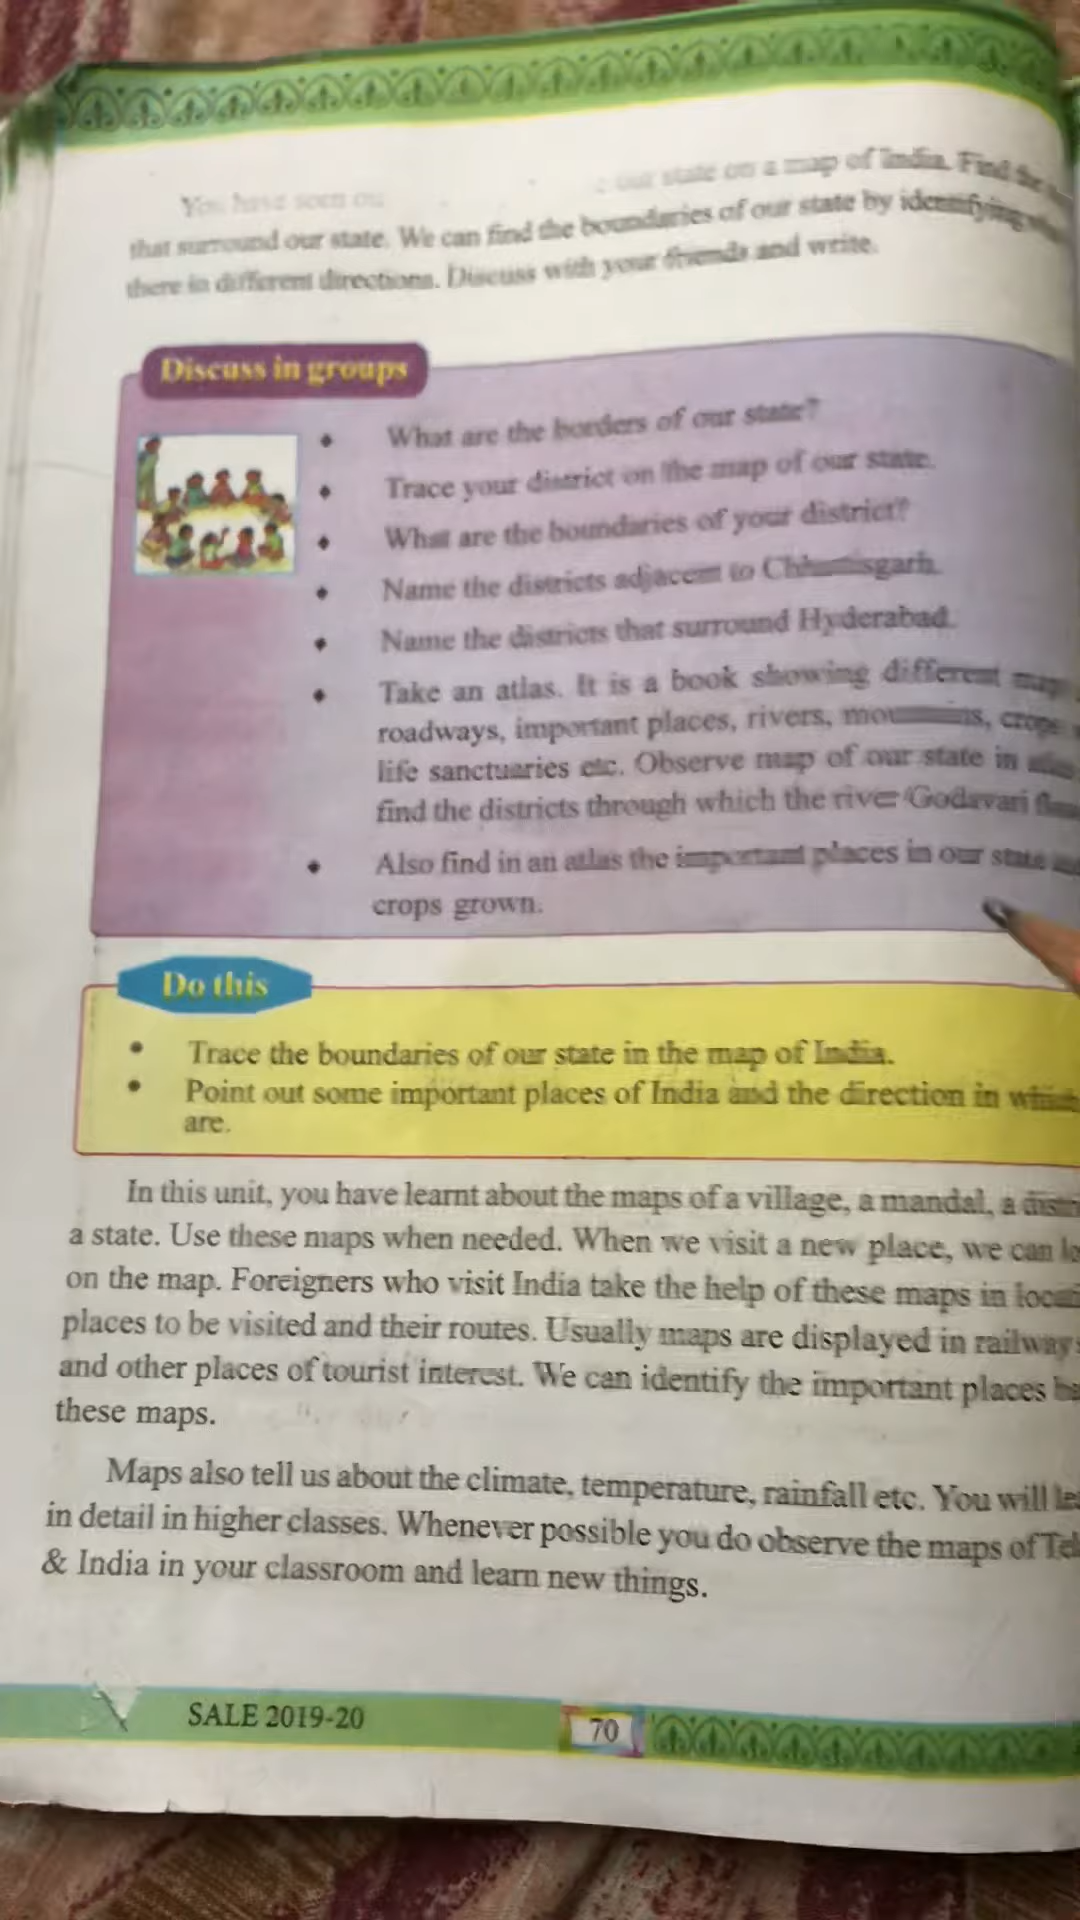 You have seen our state on a map of India. Find the
that surround our state. We can find the boundaries of our state by identifying
there in different directions. Discuss with your friends and write.
Discuss in groups
• What are the borders of our state?
• Trace your district on the map of our state.
• What are the boundaries of your district?
• Name the districts adjacent to Chhattisgarh.
• Name the districts that surround Hyderabad.
• Take an atlas. It is a book showing different
roadways, important places, rivers, mountains, crops
life sanctuaries etc. Observe map of our state in
find the districts through which the river Godavari
• Also find in an atlas the important places in our state
crops grown.
Do this
• Trace the boundaries of our state in the map of India.
• Point out some important places of India and the direction in which
are.
In this unit, you have learnt about the maps of a village, a mandal, a
a state. Use these maps when needed. When we visit a new place, we can
on the map. Foreigners who visit India take the help of these maps in
places to be visited and their routes. Usually maps are displayed in railway
and other places of tourist interest. We can identify the important places
these maps.
Maps also tell us about the climate, temperature, rainfall etc. You will
in detail in higher classes. Whenever possible you do observe the maps of
& India in your classroom and learn new things.
SALE 2019-20
70